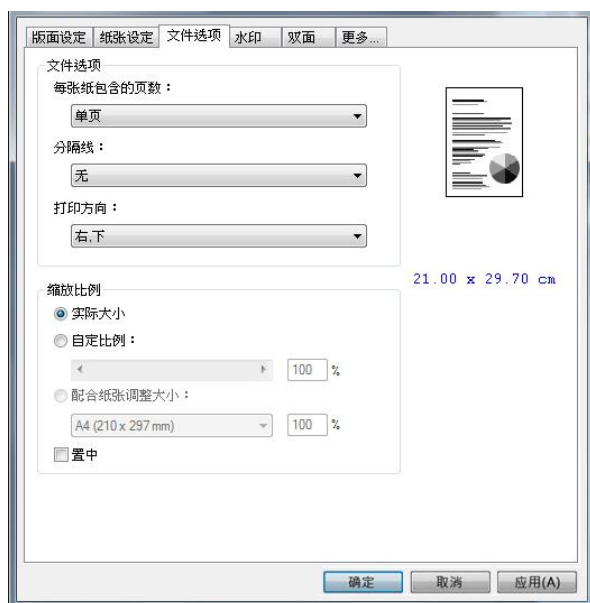 版面设定 纸张设定 文件选项 水印 双面 更多...
文件选项
每张纸包含的页数：
单页
分隔线：
无
打印方向：
右,下
21.00 x 29.70 cm
缩放比例
实际大小
自定比例：
100 %
配合纸张调整大小：
A4 (210 x 297 mm) 100 %
置中
确定 取消 应用(A)